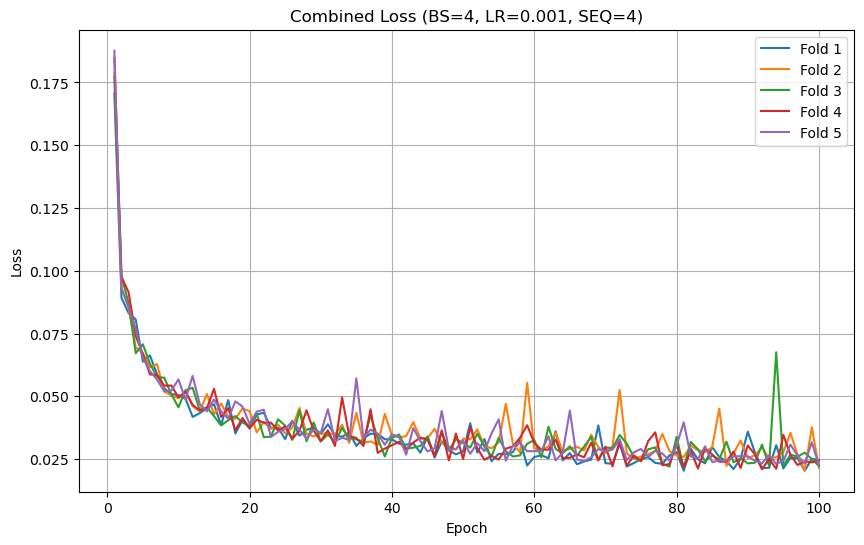 Combined Loss (BS=4, LR=0.001, SEQ=4)
Fold 1
Fold 2
Fold 3
Fold 4
Fold 5
0.175
0.150
0.125
0.100
0.075
0.050
0.025
Loss
0 20 40 60 80 100
Epoch